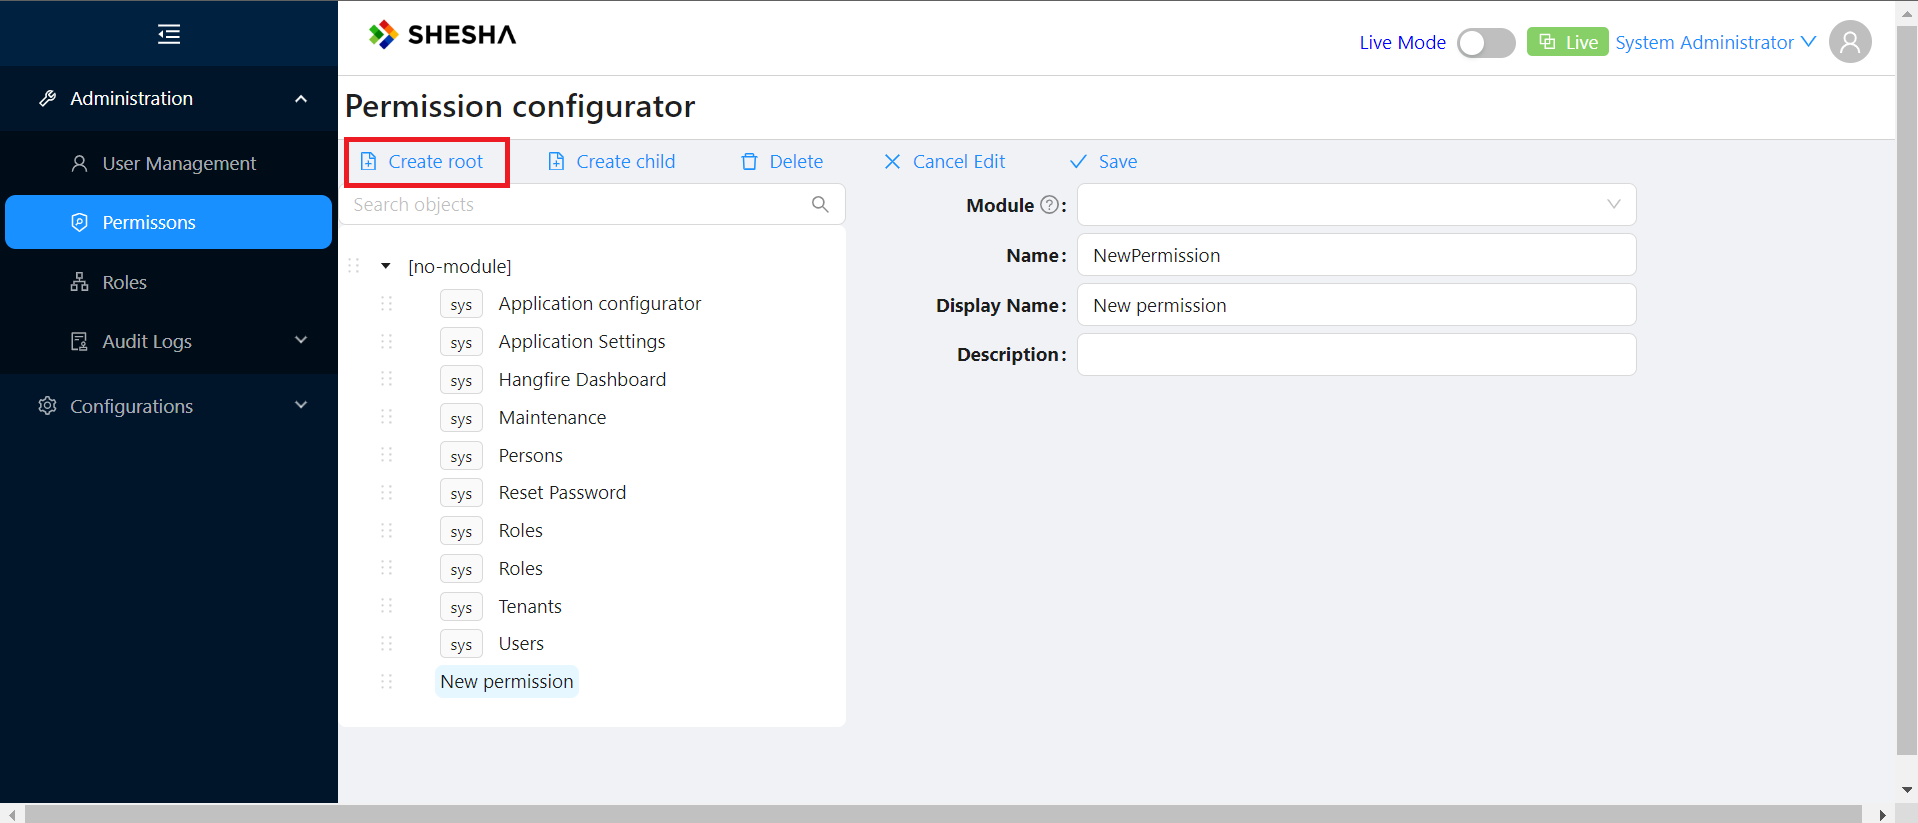 SHESHA
Live Mode
Live
System Administrator
Administration
User Management
Permissons
Roles
Audit Logs
Configurations
Permission configurator
Create root
Create child
Delete
Cancel Edit
Save
Search objects
[no-module]
sys Application configurator
sys Application Settings
sys Hangfire Dashboard
sys Maintenance
sys Persons
sys Reset Password
sys Roles
sys Roles
sys Tenants
sys Users
New permission
Module ? :
Name: NewPermission
Display Name: New permission
Description: